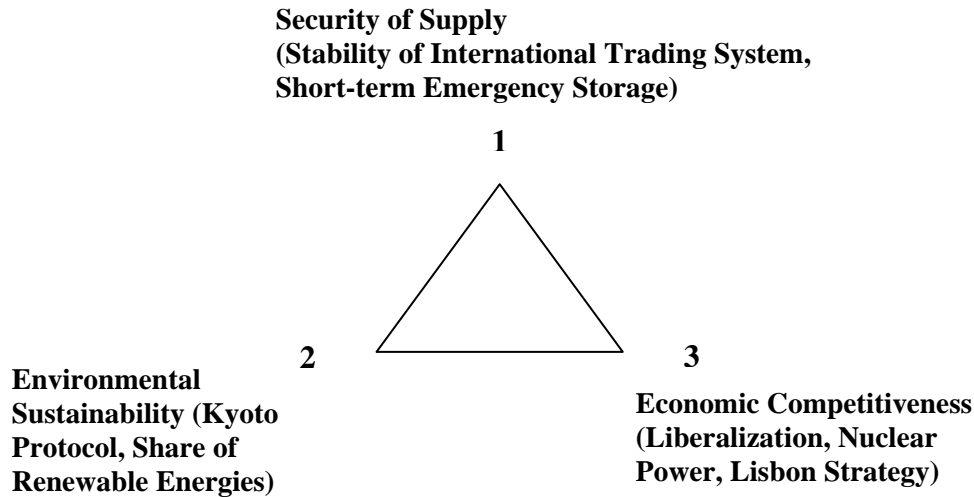 Security of Supply
(Stability of International Trading System,
Short-term Emergency Storage)
1
2
3
Environmental
Sustainability (Kyoto
Protocol, Share of
Renewable Energies)
Economic Competitiveness
(Liberalization, Nuclear
Power, Lisbon Strategy)